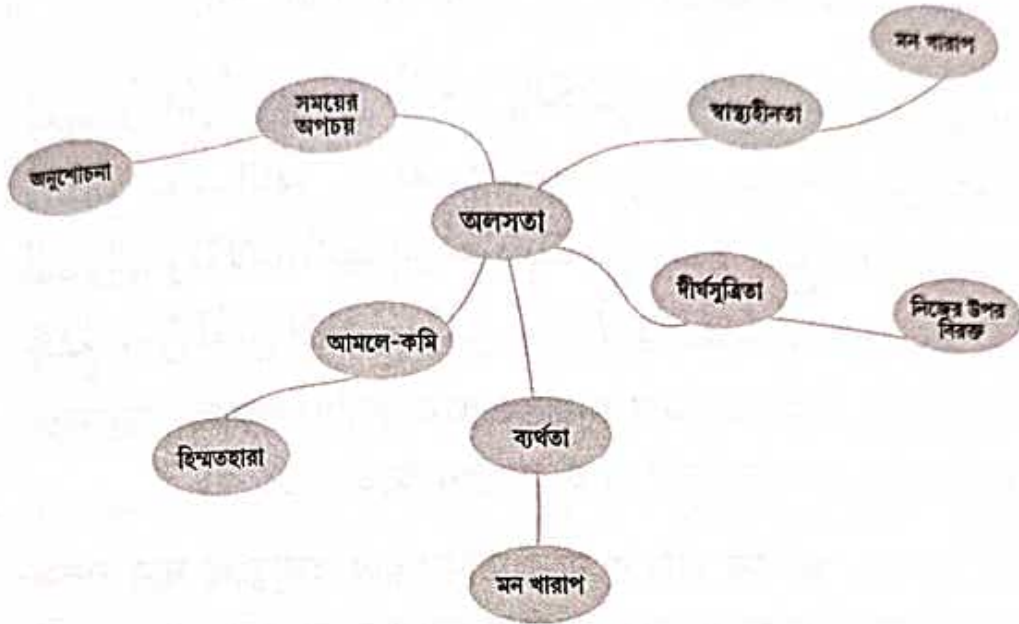 মন খারাপ
সময়ের
অপচয়
স্বাস্থ্যহীনতা
অনুশোচনা
অলসতা
দীর্ঘসূত্রিতা
নিজের উপর
বিরক্ত
আমলে-কমি
হিম্মতহারা
ব্যর্থতা
মন খারাপ